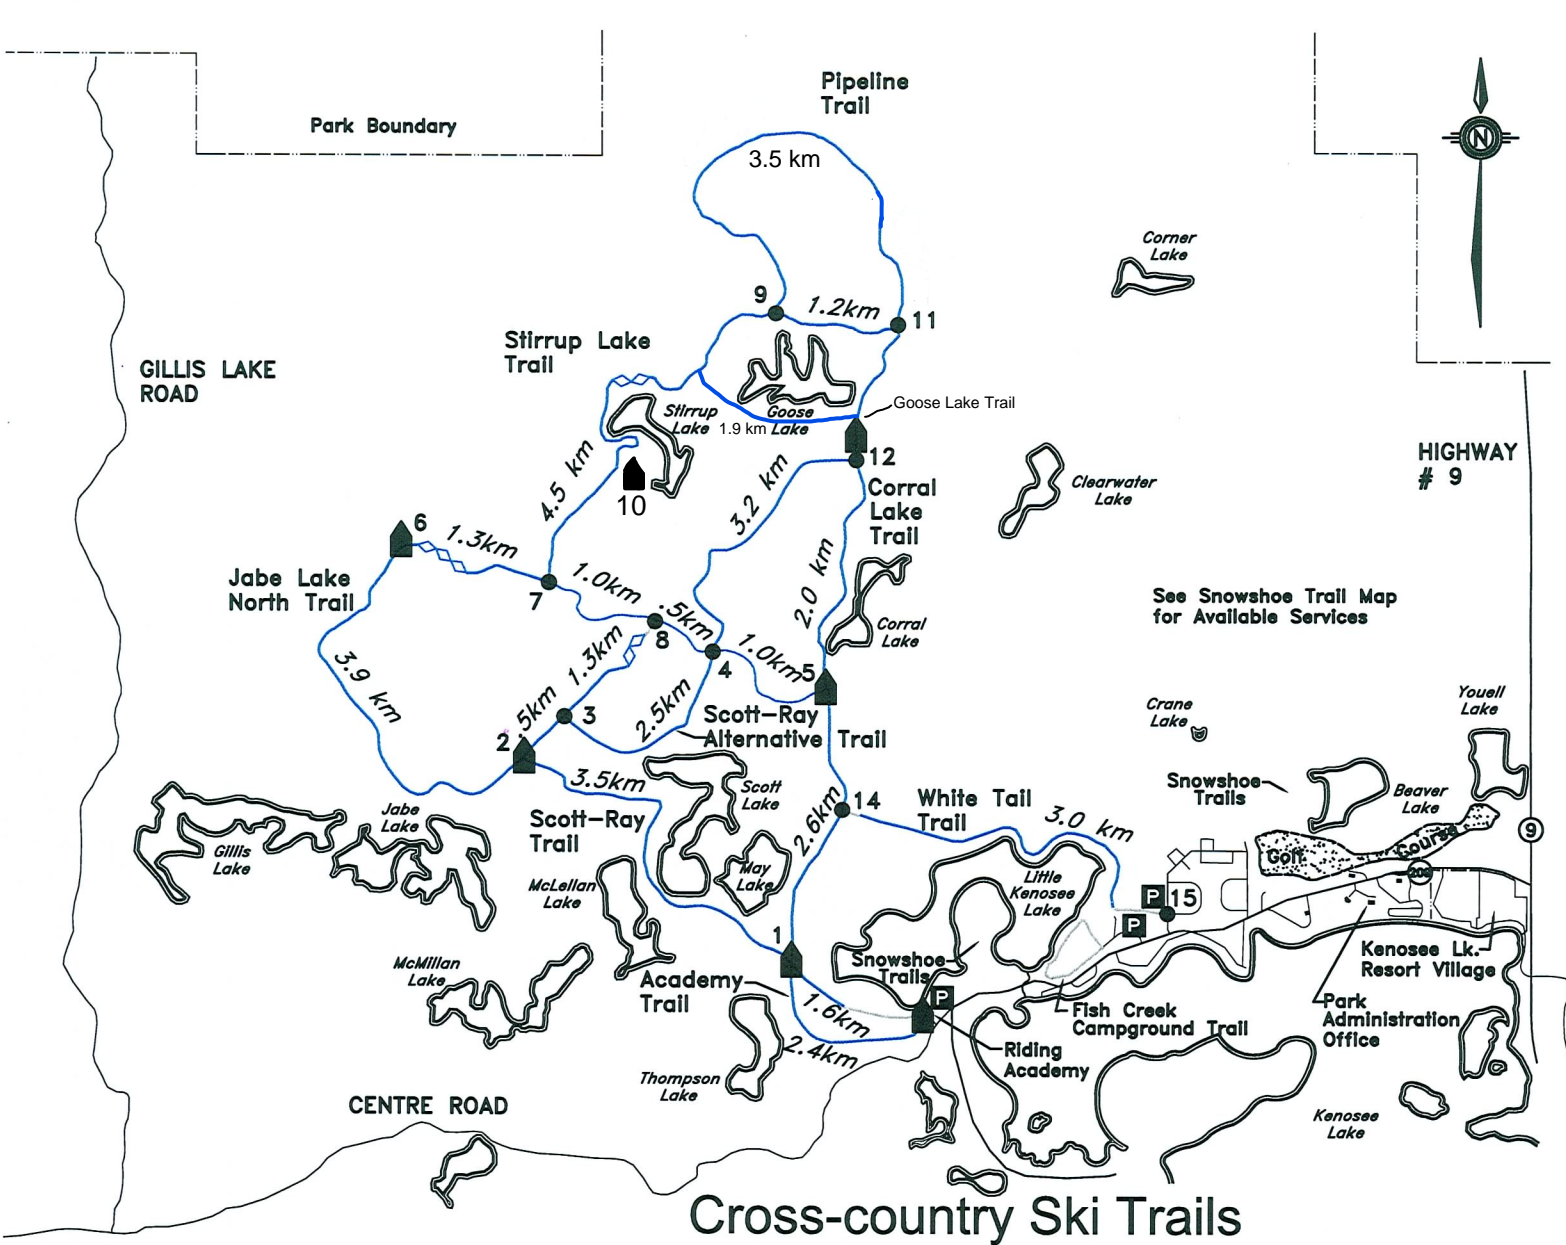 Pipeline
Trail
3.5 km
Park Boundary
N
Corner
Lake
9
1.2km
11
Stirrup Lake
Trail
GILLIS LAKE
ROAD
Stirrup
Lake
Goose
Lake
1.9 km
Goose Lake Trail
12
4.5 km
10
3.2 km
Corral
Lake
Trail
Clearwater
Lake
HIGHWAY
# 9
6
1.3km
7
1.0km
Jabe Lake
North Trail
3.9 km
8
.5km
4
1.0km
5
2.0 km
Corral
Lake
See Snowshoe Trail Map
for Available Services
1.3km
.5km
3
2
2.5km
Scott-Ray
Alternative Trail
Crane
Lake
Youell
Lake
3.5km
Scott
Lake
Scott-Ray
Trail
14
2.6km
White Tail
Trail
3.0 km
Snowshoe
Trails
Beaver
Lake
Golf
Course
9
209
Jabe
Lake
Gillis
Lake
McLellan
Lake
May
Lake
Little
Kenosee
Lake
P
15
P
1
Snowshoe
Trails
Kenosee Lk.
Resort Village
McMillan
Lake
Academy
Trail
1.6km
2.4km
P
Fish Creek
Campground Trail
Park
Administration
Office
Riding
Academy
Thompson
Lake
CENTRE ROAD
Kenosee
Lake
Cross-country Ski Trails